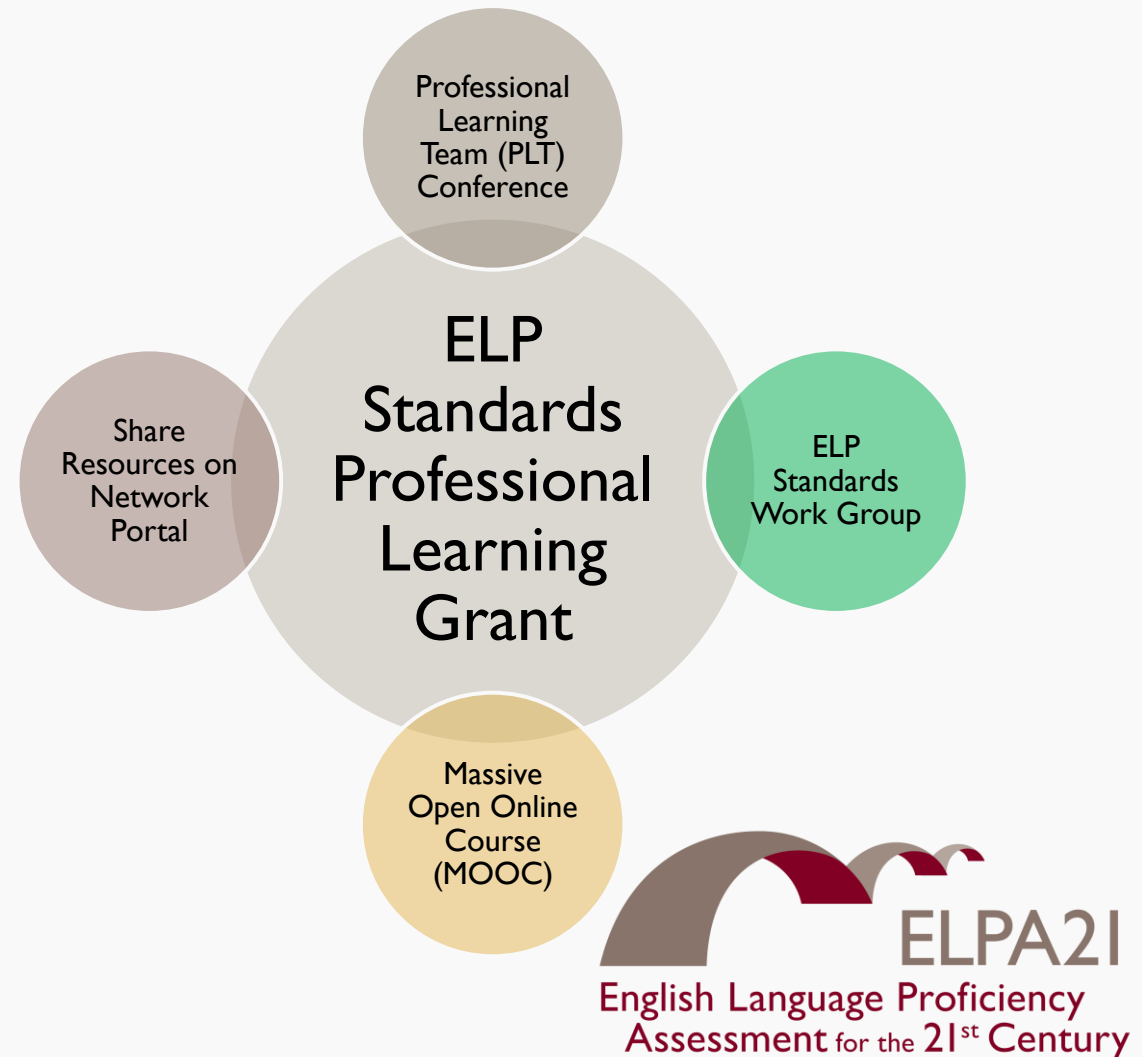 Professional
Learning
Team (PLT)
Conference
ELP
Standards
Professional
Learning
Grant
Share
Resources on
Network
Portal
ELP
Standards
Work Group
Massive
Open Online
Course
(MOOC)
ELPA21
English Language Proficiency
Assessment for the 21st Century